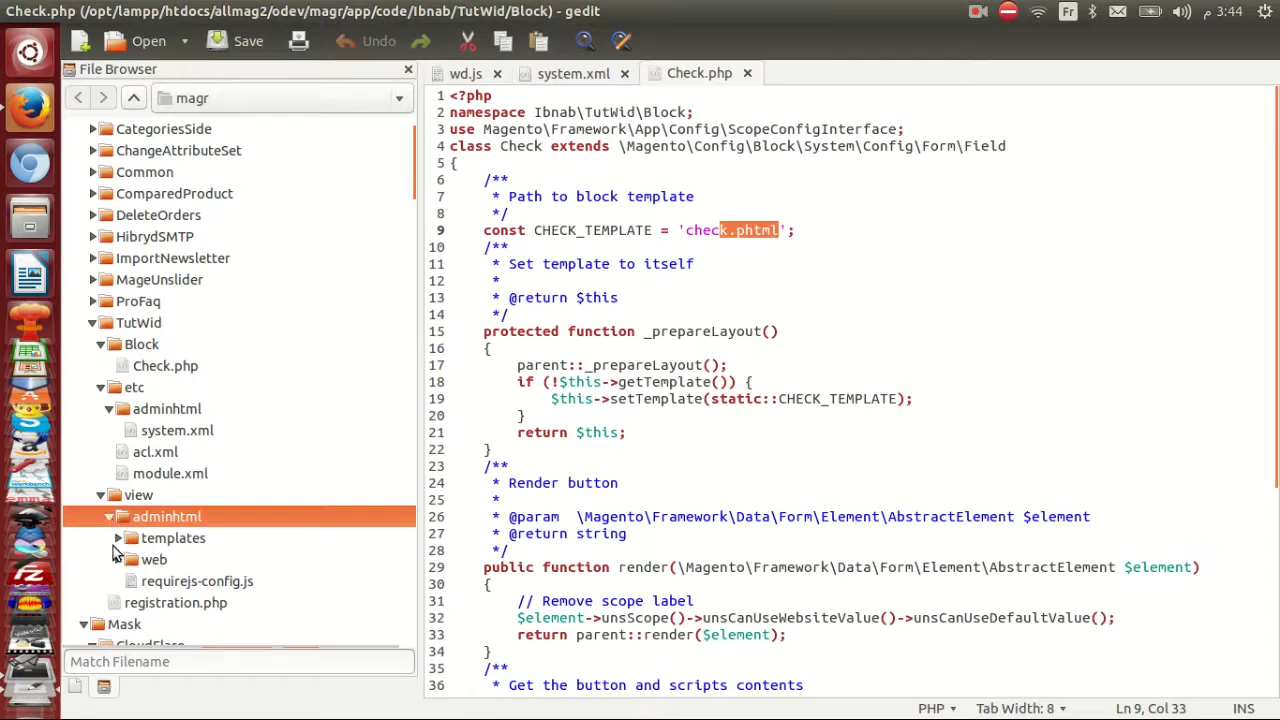 Check.php (/opt/lampp/htdocs/allmag2/odev/magr/app/code/Ibnab/TutWid/Block) - gedit
Fr
3:44 م
Open
Save
Undo
File Browser
magr
CategoriesSide
ChangeAttributeSet
Common
ComparedProduct
DeleteOrders
HibrydSMTP
ImportNewsletter
MageUnslider
ProFaq
TutWid
Block
Check.php
etc
adminhtml
system.xml
acl.xml
module.xml
view
adminhtml
templates
web
requirejs-config.js
registration.php
Mask
CloudFlare
Match Filename
wd.js
system.xml
Check.php
1 <?php
2 namespace Ibnab\TutWid\Block;
3 use Magento\Framework\App\Config\ScopeConfigInterface;
4 class Check extends \Magento\Config\Block\System\Config\Form\Field
5 {
6 /**
7 * Path to block template
8 */
9 const CHECK_TEMPLATE = 'check.phtml';
10 /**
11 * Set template to itself
12 *
13 * @return $this
14 */
15 protected function _prepareLayout()
16 {
17 parent::_prepareLayout();
18 if (!$this->getTemplate()) {
19 $this->setTemplate(static::CHECK_TEMPLATE);
20 }
21 return $this;
22 }
23 /**
24 * Render button
25 *
26 * @param \Magento\Framework\Data\Form\Element\AbstractElement $element
27 * @return string
28 */
29 public function render(\Magento\Framework\Data\Form\Element\AbstractElement $element)
30 {
31 // Remove scope label
32 $element->unsScope()->unsCanUseWebsiteValue()->unsCanUseDefaultValue();
33 return parent::render($element);
34 }
35 /**
36 * Get the button and scripts contents
PHP
Tab Width: 8
Ln 9, Col 33
INS